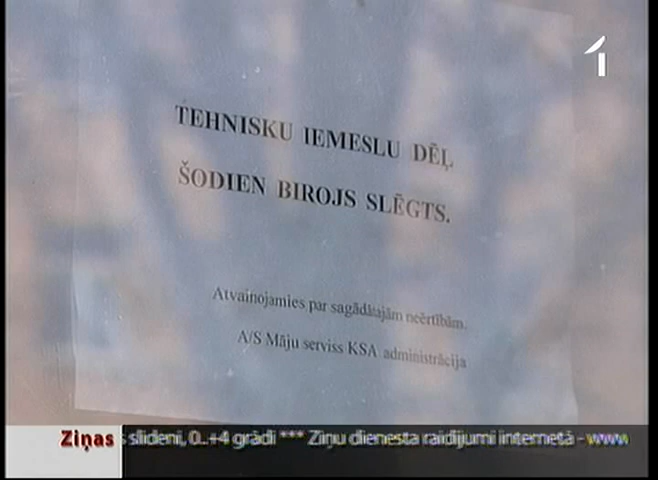 1
TEHNISKU IEMESLU DĒĻ
ŠODIEN BIROJS SLĒGTS.
Atvainojamies par sagādātajām neērtībām.
A/S Māju serviss KSA administrācija
Ziņas slideni, 0..+4 grādi *** Ziņu dienesta raidījumi internetā - www